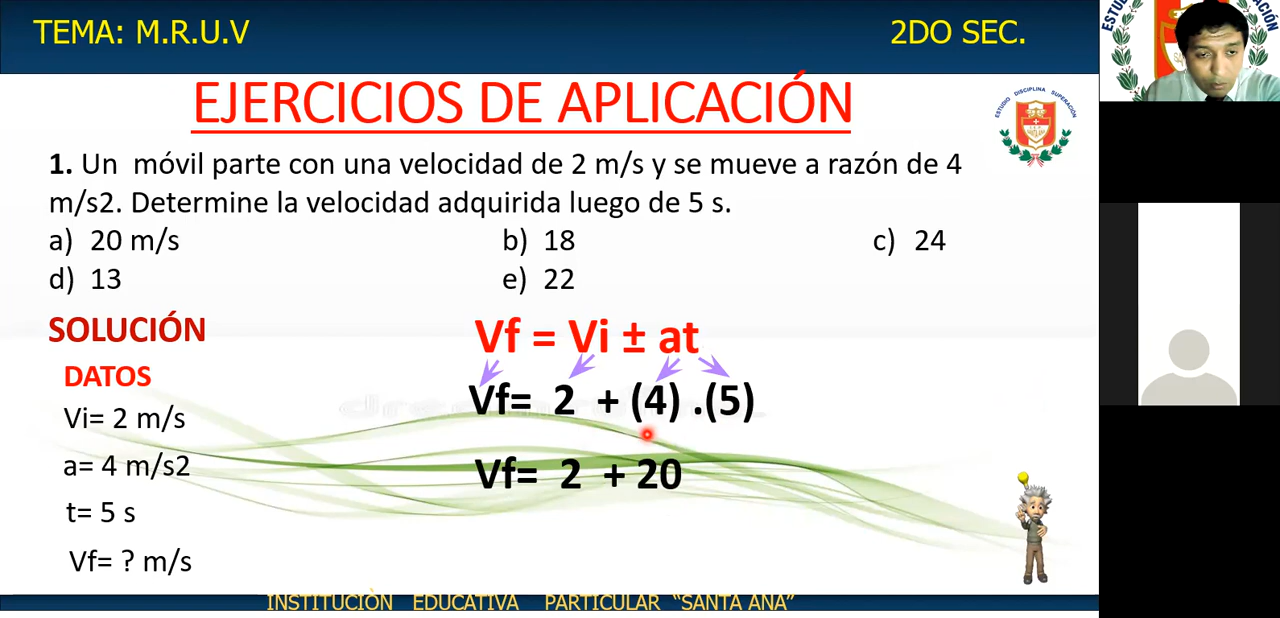 TEMA: M.R.U.V
2DO SEC.
EJERCICIOS DE APLICACIÓN
ESTUDIO DISCIPLINA SUPERACIÓN
1. Un móvil parte con una velocidad de 2 m/s y se mueve a razón de 4
m/s2. Determine la velocidad adquirida luego de 5 s.
a) 20 m/s b) 18 c) 24
d) 13 e) 22
SOLUCIÓN
DATOS
Vi= 2 m/s
a= 4 m/s2
t= 5 s
Vf= ? m/s
Vf = Vi ± at
Vf= 2 + (4) .(5)
Vf= 2 + 20
INSTITUCIÒN EDUCATIVA PARTICULAR "SANTA ANA"